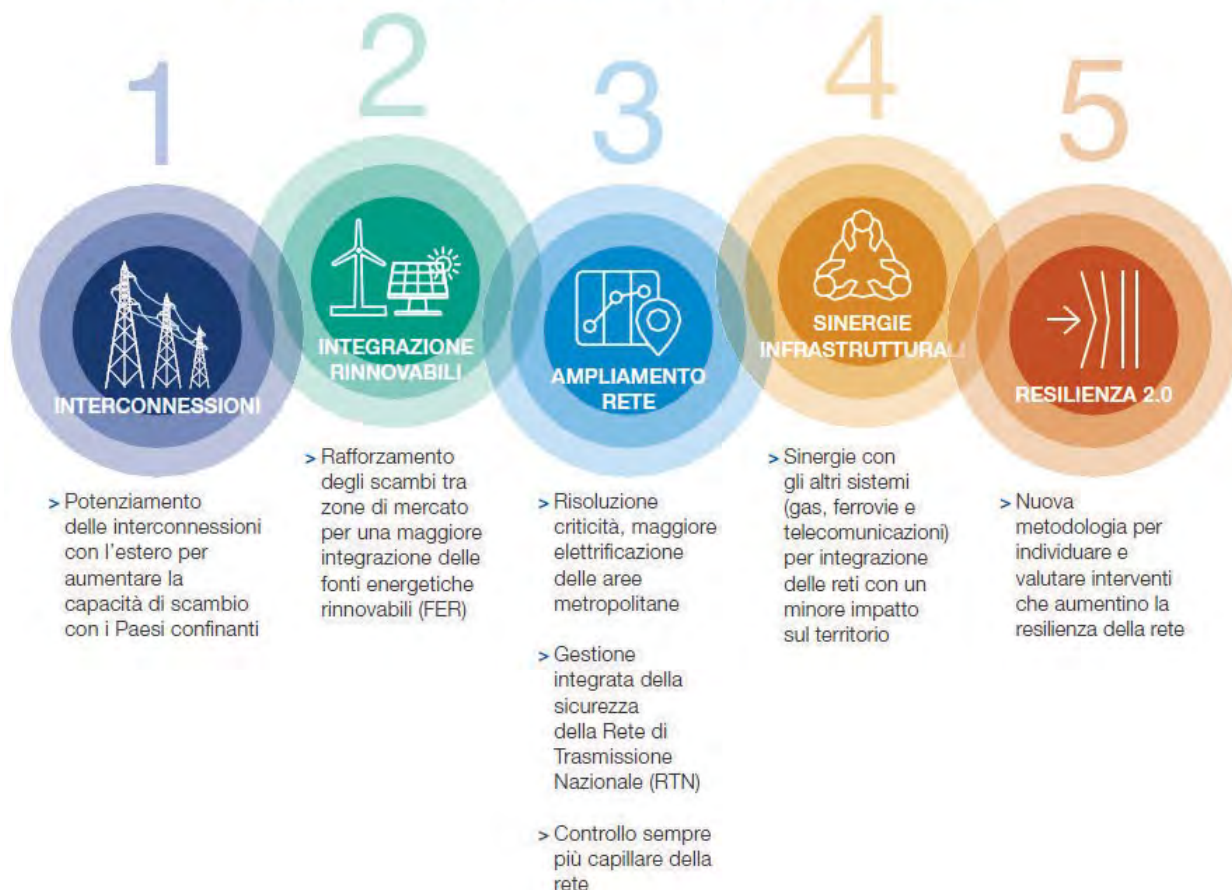 1
INTERCONNESSIONI
> Potenziamento
delle interconnessioni
con l'estero per
aumentare la
capacità di scambio
con i Paesi confinanti
2
INTEGRAZIONE
RINNOVABILI
> Rafforzamento
degli scambi tra
zone di mercato
per una maggiore
integrazione delle
fonti energetiche
rinnovabili (FER)
3
AMPLIAMENTO
RETE
> Risoluzione
criticità, maggiore
elettrificazione
delle aree
metropolitane
> Gestione
integrata della
sicurezza
della Rete di
Trasmissione
Nazionale (RTN)
> Controllo sempre
più capillare della
rete
4
SINERGIE
INFRASTRUTTURALI
> Sinergie con
gli altri sistemi
(gas, ferrovie e
telecomunicazioni)
per integrazione
delle reti con un
minore impatto
sul territorio
5
RESILIENZA 2.0
> Nuova
metodologia per
individuare e
valutare interventi
che aumentino la
resilienza della rete